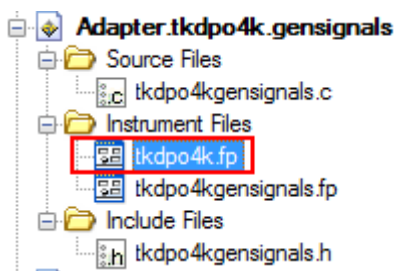 Adapter.tkdpo4k.gensignals
Source Files
tkdpo4kgensignals.c
Instrument Files
tkdpo4k.fp
tkdpo4kgensignals.fp
Include Files
tkdpo4kgensignals.h